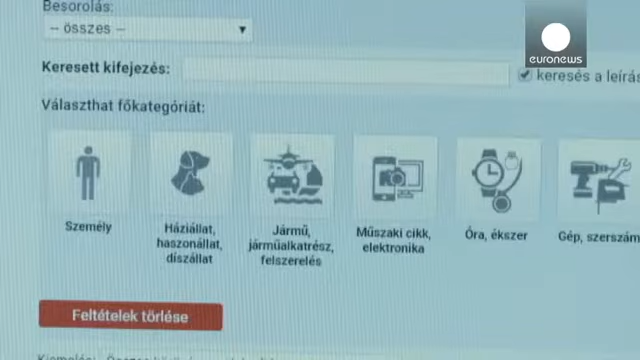 Besorolás:
-- összes --
euronews
Keresett kifejezés:
keresés a leírás
Választhat főkategóriát:
Személy
Háziállat,
haszonállat,
díszállat
Jármű,
járműalkatrész,
felszerelés
Műszaki cikk,
elektronika
Óra, ékszer
Gép, szerszám
Feltételek törlése